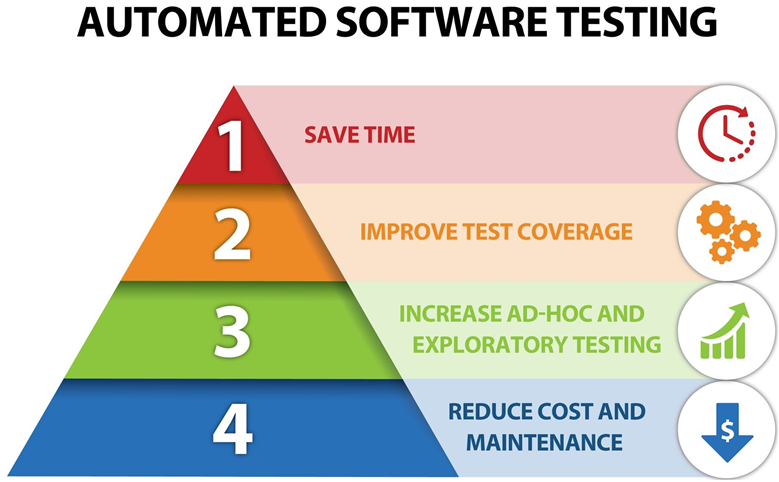 AUTOMATED SOFTWARE TESTING
1
SAVE TIME
2
IMPROVE TEST COVERAGE
3
INCREASE AD-HOC AND
EXPLORATORY TESTING
4
REDUCE COST AND
MAINTENANCE
$